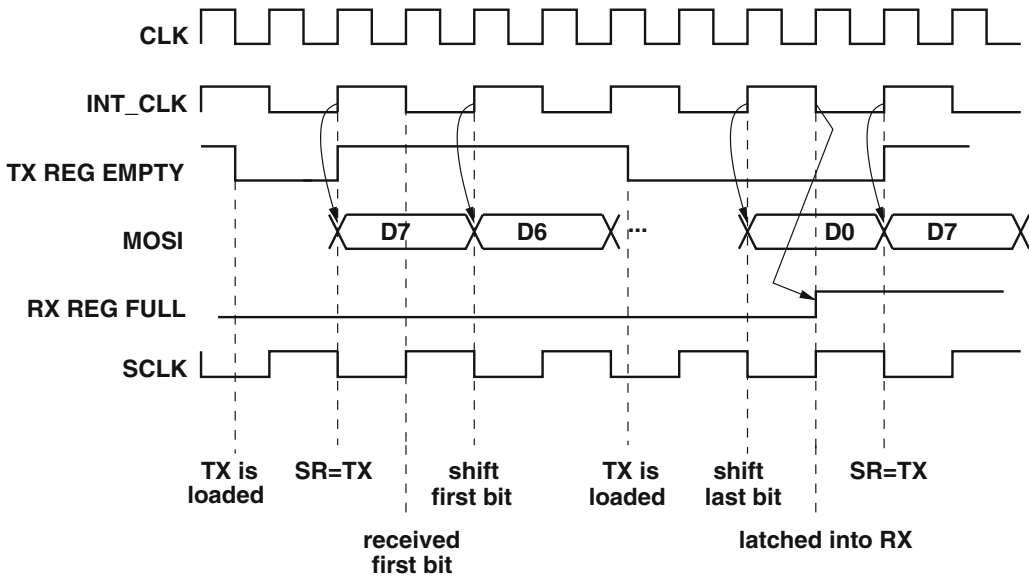 CLK
INT_CLK
TX REG EMPTY
MOSI
D7
D6
...
D0
D7
RX REG FULL
SCLK
TX is
loaded
SR=TX
shift
first bit
TX is
loaded
shift
last bit
SR=TX
received
first bit
latched into RX